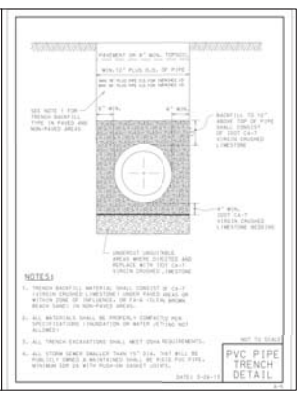 PAVEMENT OR 6" MIN. TOPSOIL
MIN. 12" PLUS O.D. OF PIPE
SEE NOTE 1 FOR
TRENCH BACKFILL
TYPE IN PAVED AND
NON-PAVED AREAS
6" MIN.
6" MIN.
BACKFILL TO 12"
ABOVE TOP OF PIPE
SHALL CONSIST
OF IDOT CA-7
VIRGIN CRUSHED
LIMESTONE
4" MIN.
IDOT CA-7
VIRGIN CRUSHED
LIMESTONE BEDDING
UNDERCUT UNSUITABLE
AREAS WHERE DIRECTED AND
REPLACE WITH IDOT CA-7
VIRGIN CRUSHED LIMESTONE
NOTES:
1. TRENCH BACKFILL MATERIAL SHALL CONSIST OF CA-7
(VIRGIN CRUSHED LIMESTONE) UNDER PAVED AREAS OR
WITHIN ZONE OF INFLUENCE, OR FA-6 (CLEAN BROWN
BEACH SAND) IN NON-PAVED AREAS.
2. ALL MATERIALS SHALL BE PROPERLY COMPACTED PER
SPECIFICATIONS (INUNDATION OR WATER JETTING NOT
ALLOWED)
3. ALL TRENCH EXCAVATIONS SHALL MEET OSHA REQUIREMENTS.
4. ALL STORM SEWER SMALLER THAN 15" DIA. THAT WILL BE
PUBLICLY OWNED & MAINTAINED SHALL BE RIGID PVC PIPE,
MINIMUM SDR 26 WITH PUSH-ON GASKET JOINTS.
NOT TO SCALE
PVC PIPE
TRENCH
DETAIL